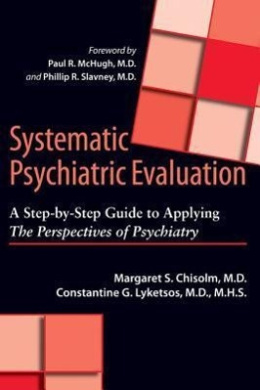 Foreword by
Paul R. McHugh, M.D.
and Phillip R. Slavney, M.D.
Systematic
Psychiatric Evaluation
A Step-by-Step Guide to Applying
The Perspectives of Psychiatry
Margaret S. Chisolm, M.D.
Constantine G. Lyketsos, M.D., M.H.S.